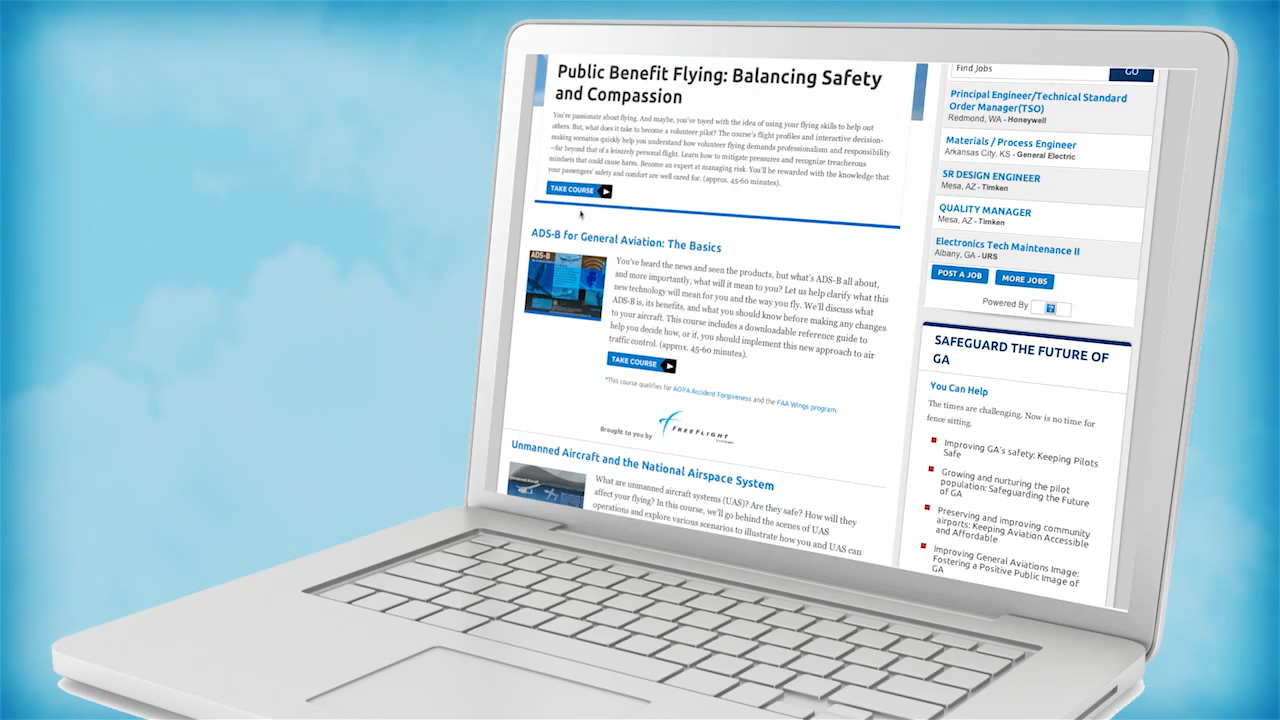 Public Benefit Flying: Balancing Safety
and Compassion
You're passionate about flying. And maybe, you've toyed with the idea of using your flying skills to help out
others. But, what does it take to become a volunteer pilot? The course's flight profiles and interactive decision-
making scenarios quickly help you understand how volunteer flying demands professionalism and responsibility
—far beyond that of a leisurely personal flight. Learn how to mitigate pressures and recognize treacherous
mindsets that could cause harm. Become an expert at managing risk. You'll be rewarded with the knowledge that
your passengers' safety and comfort are well cared for. (approx. 45-60 minutes).
TAKE COURSE
ADS-B for General Aviation: The Basics
ADS-B
You've heard the news and seen the products, but what's ADS-B all about,
and more importantly, what will it mean to you? Let us help clarify what this
new technology will mean for you and the way you fly. We'll discuss what
ADS-B is, its benefits, and what you should know before making any changes
to your aircraft. This course includes a downloadable reference guide to
help you decide how, or if, you should implement this new approach to air
traffic control. (approx. 45-60 minutes).
TAKE COURSE
*This course qualifies for AOPA Accident Forgiveness and the FAA Wings program.
Brought to you by FREEFLIGHT SYSTEMS
Unmanned Aircraft and the National Airspace System
What are unmanned aircraft systems (UAS)? Are they safe? How will they
affect your flying? In this course, we'll go behind the scenes of UAS
operations and explore various scenarios to illustrate how you and UAS can
Find Jobs
GO
Principal Engineer/Technical Standard
Order Manager(TSO)
Redmond, WA - Honeywell
Materials / Process Engineer
Arkansas City, KS - General Electric
SR DESIGN ENGINEER
Mesa, AZ - Timken
QUALITY MANAGER
Mesa, AZ - Timken
Electronics Tech Maintenance II
Albany, GA - URS
POST A JOB
MORE JOBS
Powered By
?
SAFEGUARD THE FUTURE OF
GA
You Can Help
The times are challenging. Now is no time for
fence sitting.
Improving GA's safety: Keeping Pilots
Safe
Growing and nurturing the pilot
population: Safeguarding the Future
of GA
Preserving and improving community
airports: Keeping Aviation Accessible
and Affordable
Improving General Aviations Image:
Fostering a Positive Public Image of
GA